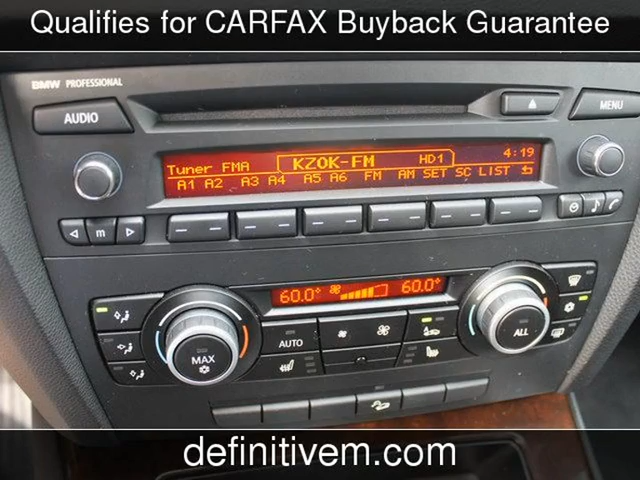 Qualifies for CARFAX Buyback Guarantee
BMW PROFESSIONAL
AUDIO
MENU
Tuner FMA KZOK-FM HD1 4:19
A1 A2 A3 A4 A5 A6 FM AM SET SC LIST
m
60.0° 60.0°
AUTO
MAX
ALL
definitivem.com